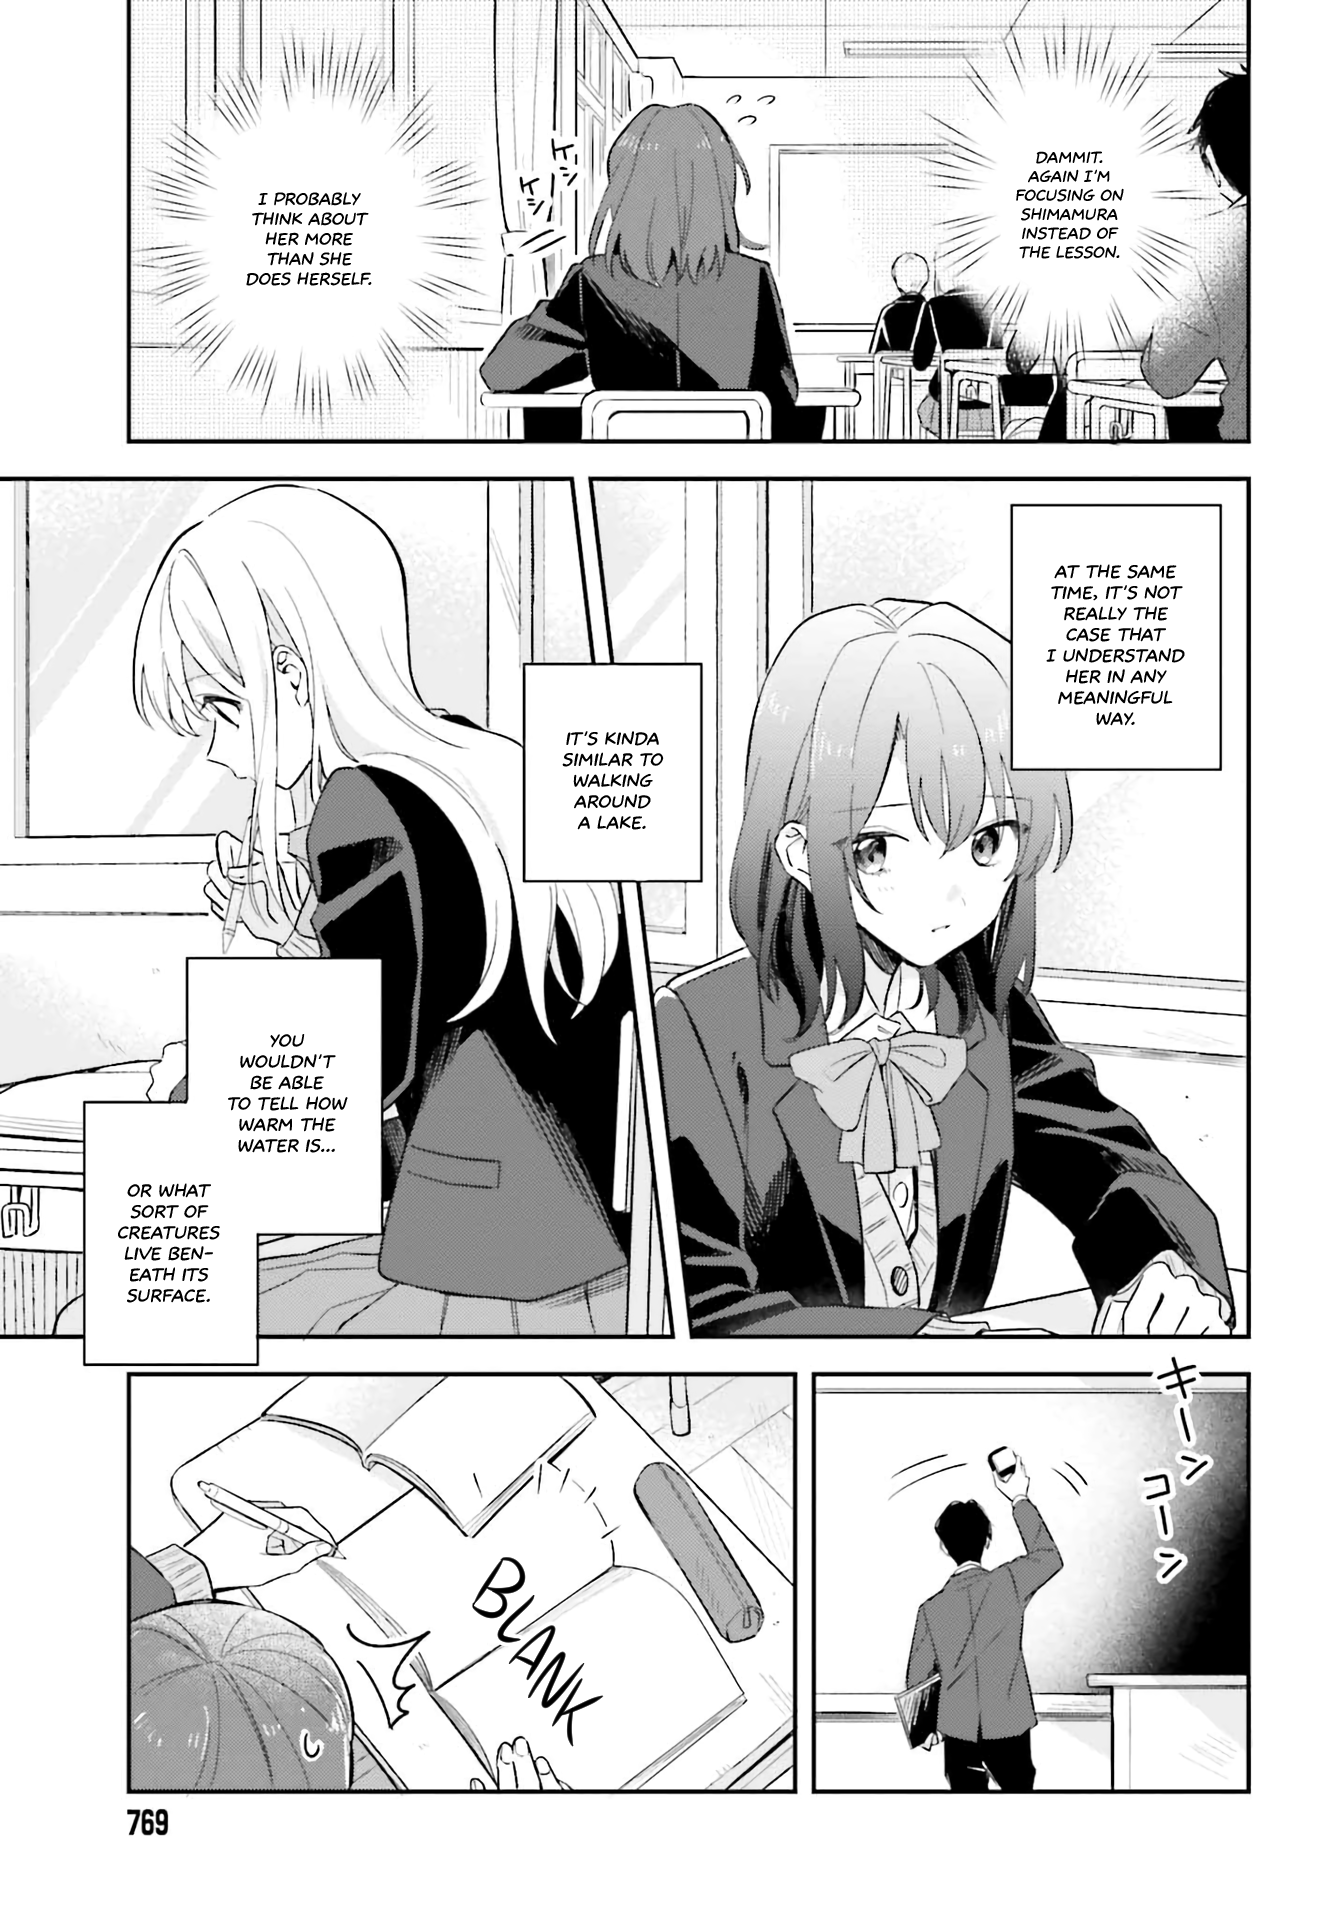 DAMMIT.
AGAIN I'M
FOCUSING ON
SHIMAMURA
INSTEAD OF
THE LESSON.
ケシ
ケシ
I PROBABLY
THINK ABOUT
HER MORE
THAN SHE
DOES HERSELF.
AT THE SAME
TIME, IT'S NOT
REALLY THE
CASE THAT
I UNDERSTAND
HER IN ANY
MEANINGFUL
WAY.
IT'S KINDA
SIMILAR TO
WALKING
AROUND
A LAKE.
YOU
WOULDN'T
BE ABLE
TO TELL HOW
WARM THE
WATER IS...
OR WHAT
SORT OF
CREATURES
LIVE BEN-
EATH ITS
SURFACE.
キーン
コーン
BLANK
769